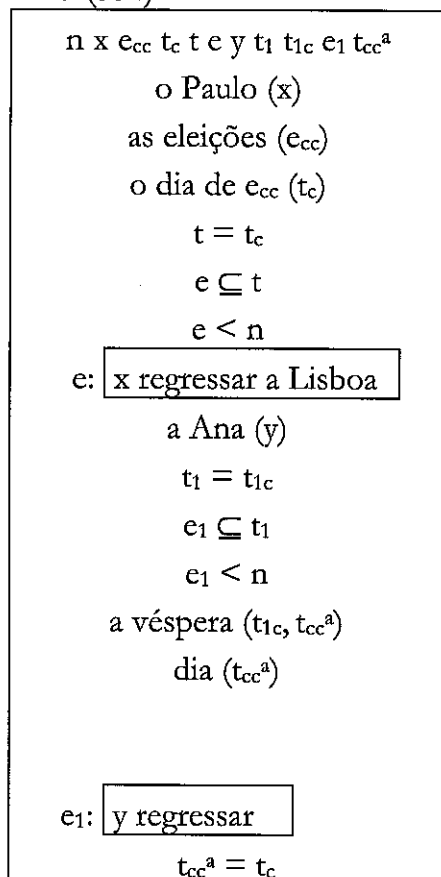 n x e_cc t_c t e y t_1 t_1c e_1 t_cc^a
o Paulo (x)
as eleições (e_cc)
o dia de e_cc (t_c)
t = t_c
e ⊆ t
e < n
e: x regressar a Lisboa
a Ana (y)
t_1 = t_1c
e_1 ⊆ t_1
e_1 < n
a véspera (t_1c, t_cc^a)
dia (t_cc^a)
e_1: y regressar
t_cc^a = t_c